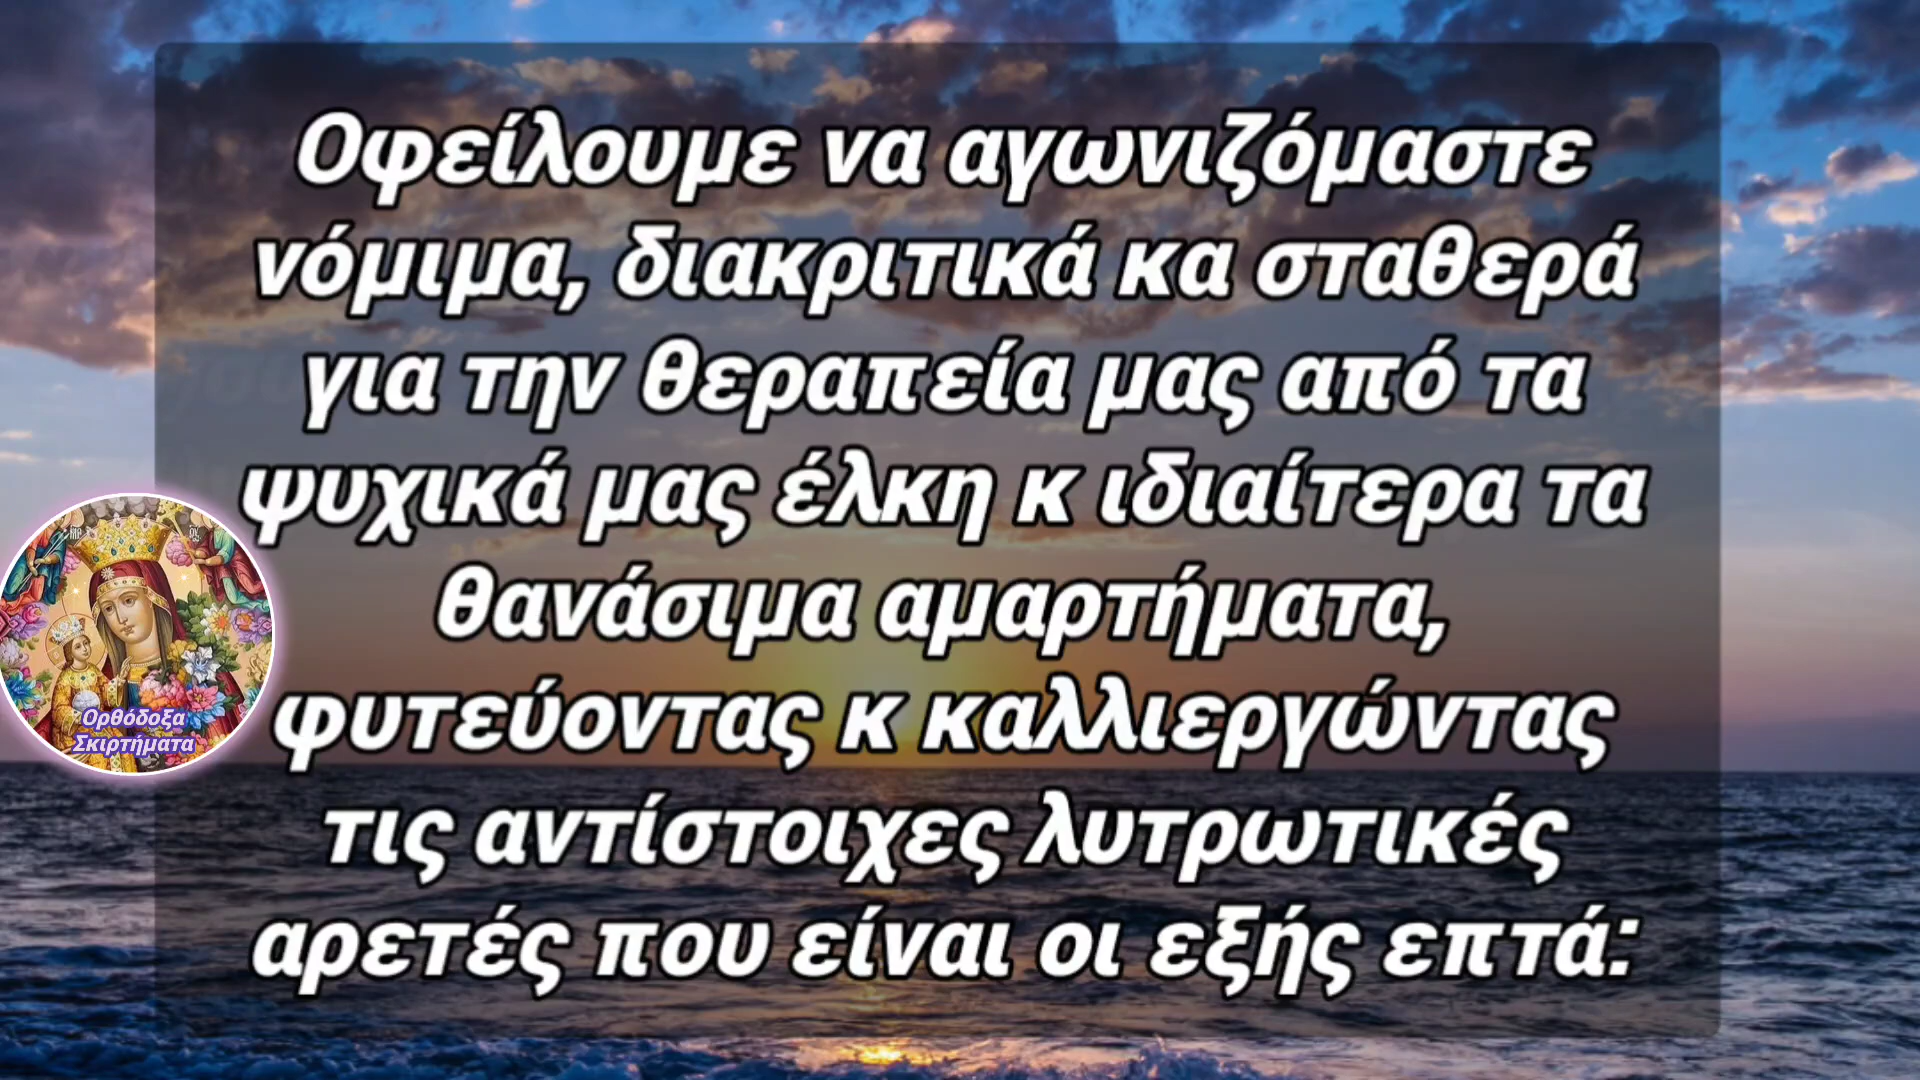 Οφείλουμε να αγωνιζόμαστε
νόμιμα, διακριτικά κα σταθερά
για την θεραπεία μας από τα
ψυχικά μας έλκη κ ιδιαίτερα τα
θανάσιμα αμαρτήματα,
φυτεύοντας κ καλλιεργώντας
τις αντίστοιχες λυτρωτικές
αρετές που είναι οι εξής επτά:
Ορθόδοξα
Σκιρτήματα